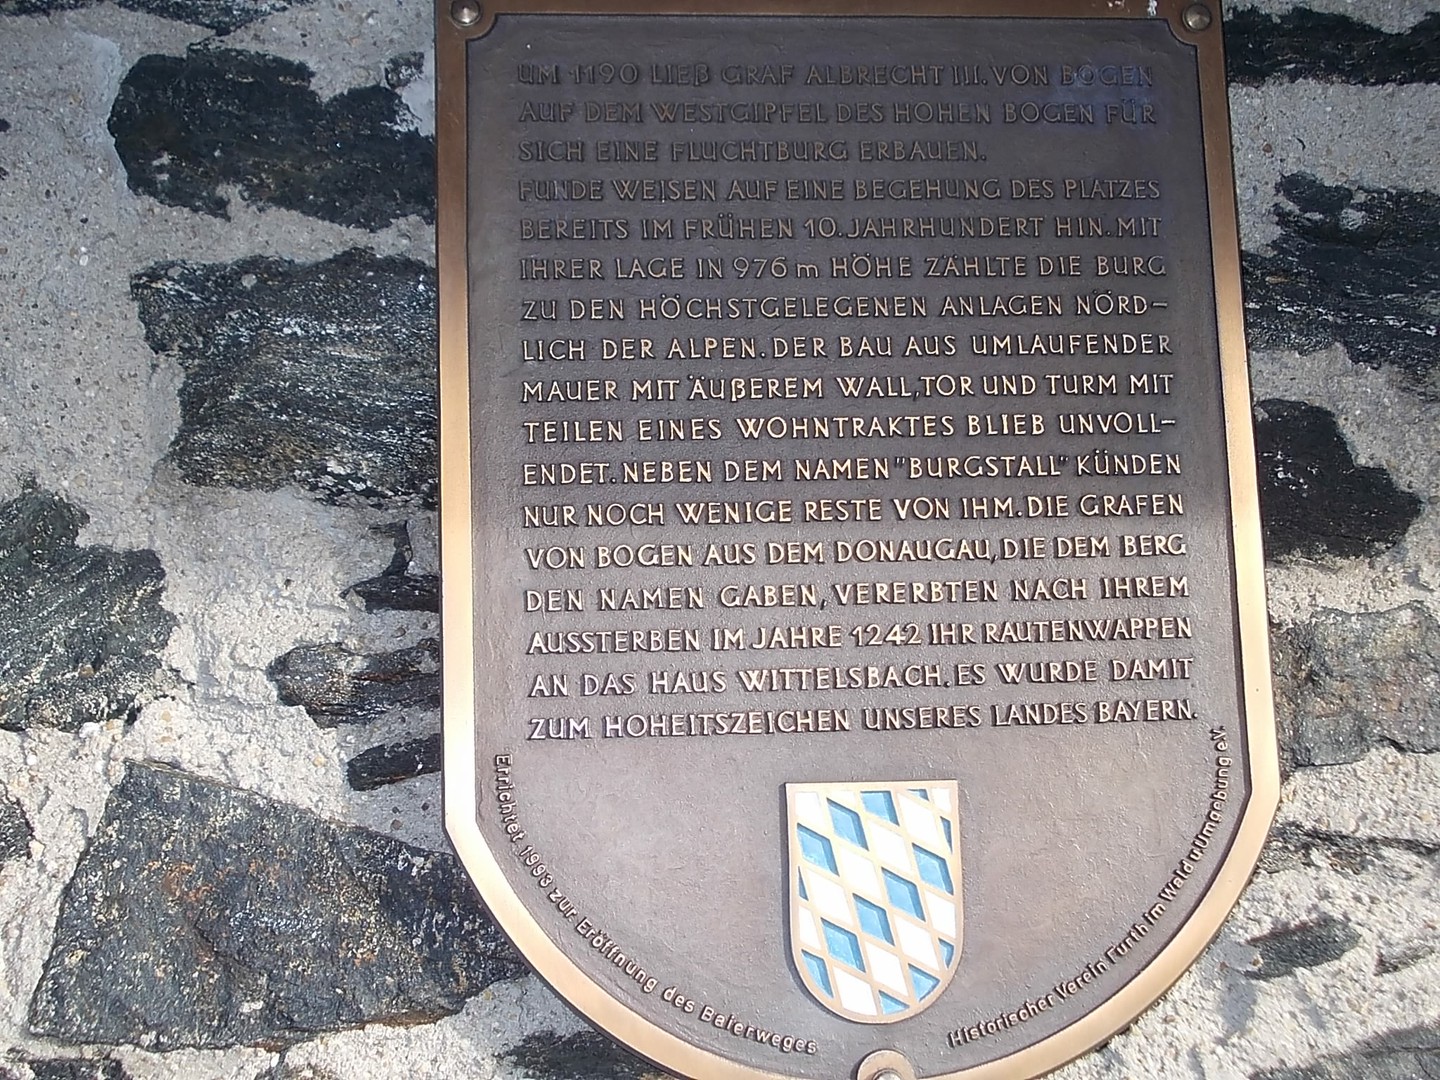 UM 1190 LIEß GRAF ALBRECHT III. VON BOGEN
AUF DEM WESTGIPFEL DES HOHEN BOGEN FÜR
SICH EINE FLUCHTBURG ERBAUEN.
FUNDE WEISEN AUF EINE BEGEHUNG DES PLATZES
BEREITS IM FRÜHEN 10. JAHRHUNDERT HIN. MIT
IHRER LAGE IN 976 m HÖHE ZÄHLTE DIE BURG
ZU DEN HÖCHSTGELEGENEN ANLAGEN NÖRD-
LICH DER ALPEN. DER BAU AUS UMLAUFENDER
MAUER MIT ÄUßEREM WALL, TOR UND TURM MIT
TEILEN EINES WOHNTRAKTES BLIEB UNVOLL-
ENDET. NEBEN DEM NAMEN "BURGSTALL" KÜNDEN
NUR NOCH WENIGE RESTE VON IHM. DIE GRAFEN
VON BOGEN AUS DEM DONAUGAU, DIE DEM BERG
DEN NAMEN GABEN, VERERBTEN NACH IHREM
AUSSTERBEN IM JAHRE 1242 IHR RAUTENWAPPEN
AN DAS HAUS WITTELSBACH. ES WURDE DAMIT
ZUM HOHEITSZEICHEN UNSERES LANDES BAYERN.
Errichtet 1993 zur Eröffnung des Baierweges
Historischer Verein Furth im Wald u. Umgebung e.V.